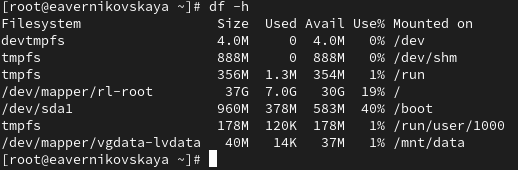 [root@eavernikovskaya ~]# df -h
Filesystem Size Used Avail Use% Mounted on
devtmpfs 4.0M 0 4.0M 0% /dev
tmpfs 888M 0 888M 0% /dev/shm
tmpfs 356M 1.3M 354M 1% /run
/dev/mapper/rl-root 37G 7.0G 30G 19% /
/dev/sda1 960M 378M 583M 40% /boot
tmpfs 178M 120K 178M 1% /run/user/1000
/dev/mapper/vgdata-lvdata 40M 14K 37M 1% /mnt/data
[root@eavernikovskaya ~]#